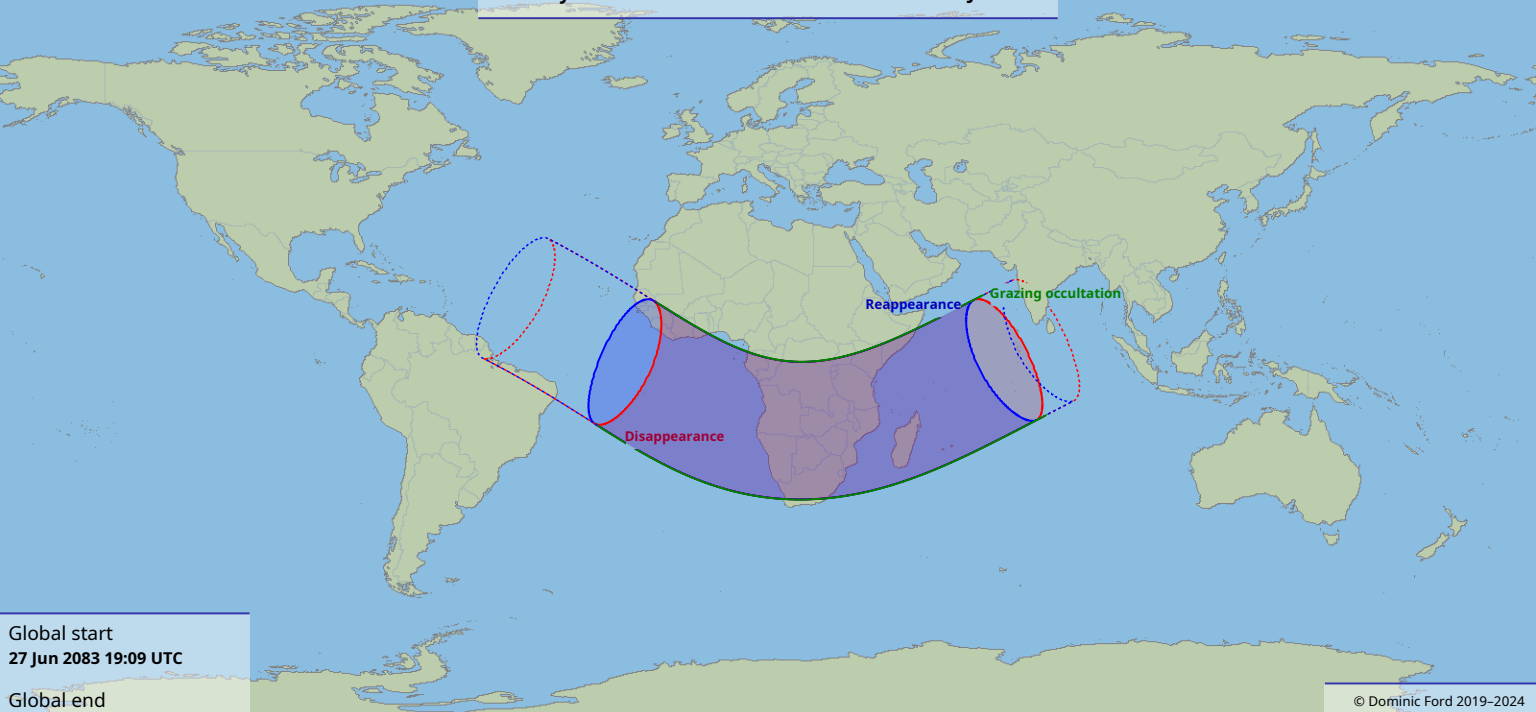 Reappearance
Grazing occultation
Disappearance
Global start
27 Jun 2083 19:09 UTC
Global end
© Dominic Ford 2019–2024